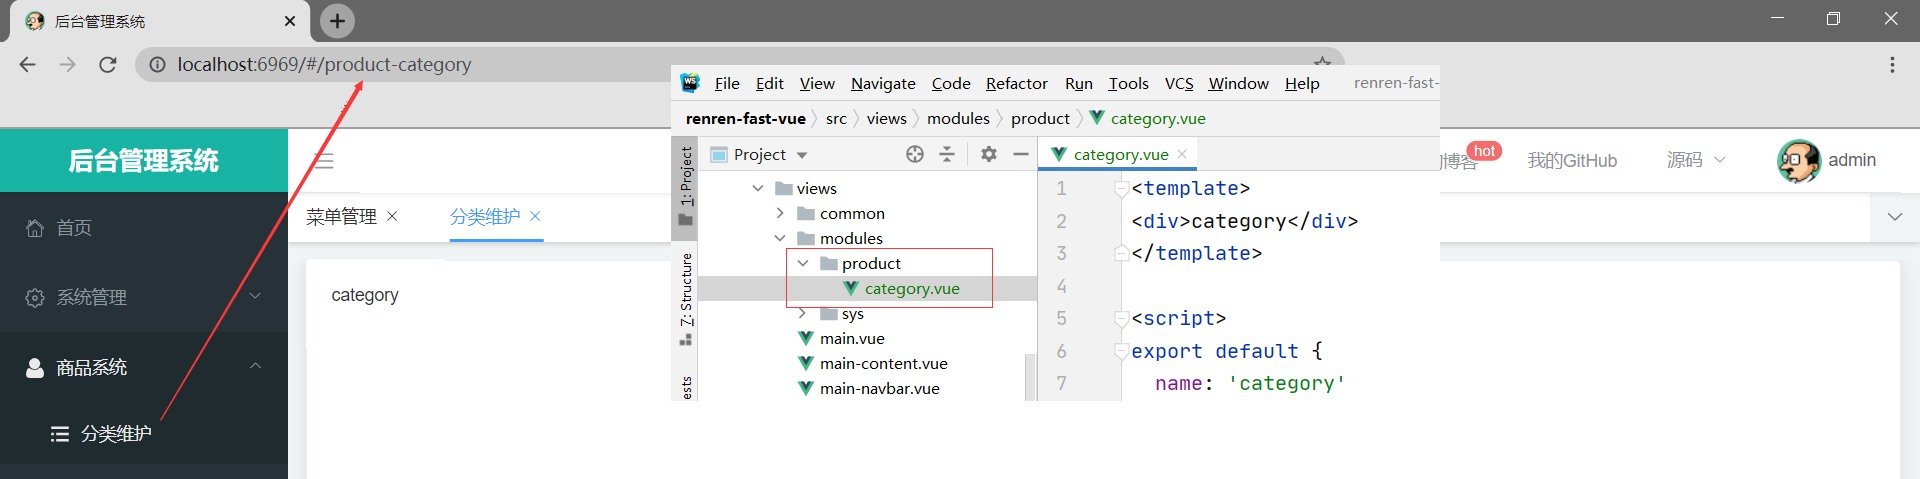 后台管理系统
localhost:6969/#/product-category
WS
File Edit View Navigate Code Refactor Run Tools VCS Window Help renren-fast-
renren-fast-vue src views modules product category.vue
后台管理系统
首页
系统管理
商品系统
分类维护
菜单管理
分类维护
category
1: Project
Z: Structure
ests
Project
views
common
modules
product
category.vue
sys
main.vue
main-content.vue
main-navbar.vue
category.vue
1 <template>
2 <div>category</div>
3 </template>
4
5 <script>
6 export default {
7 name: 'category'
博客 hot
我的GitHub
源码
admin